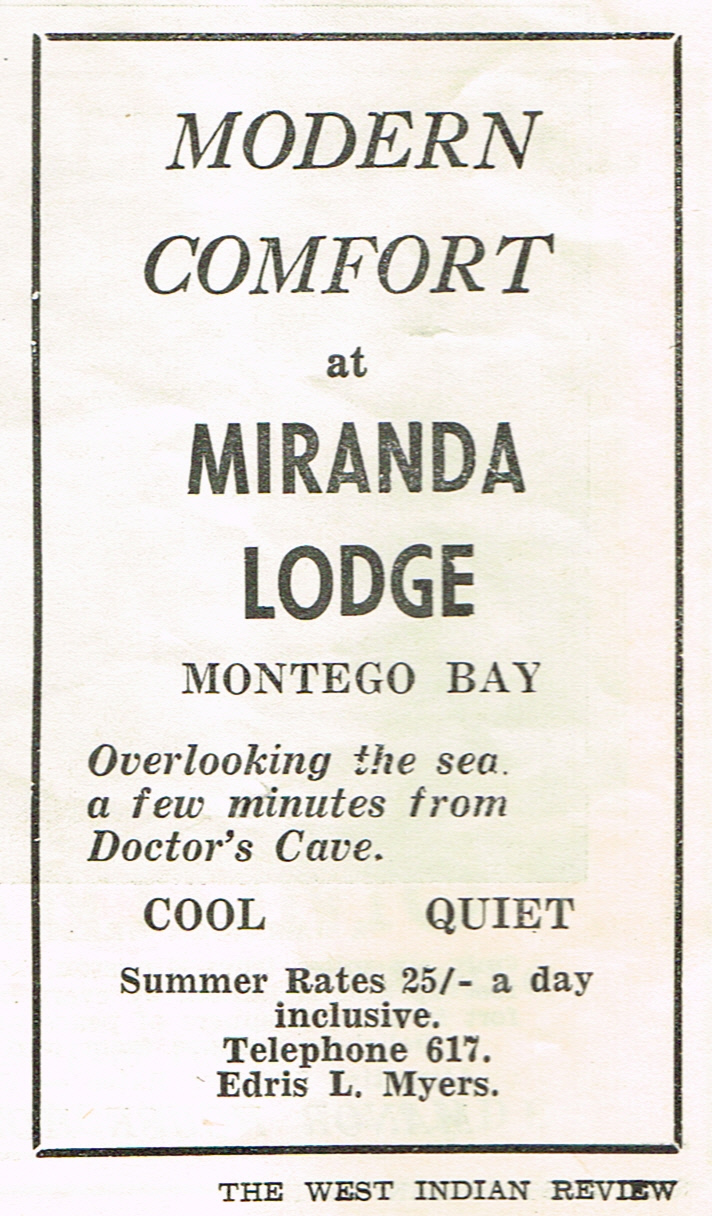 MODERN
COMFORT
at
MIRANDA
LODGE
MONTEGO BAY
Overlooking the sea.
a few minutes from
Doctor's Cave.
COOL QUIET
Summer Rates 25/- a day
inclusive.
Telephone 617.
Edris L. Myers.
THE WEST INDIAN REVIEW